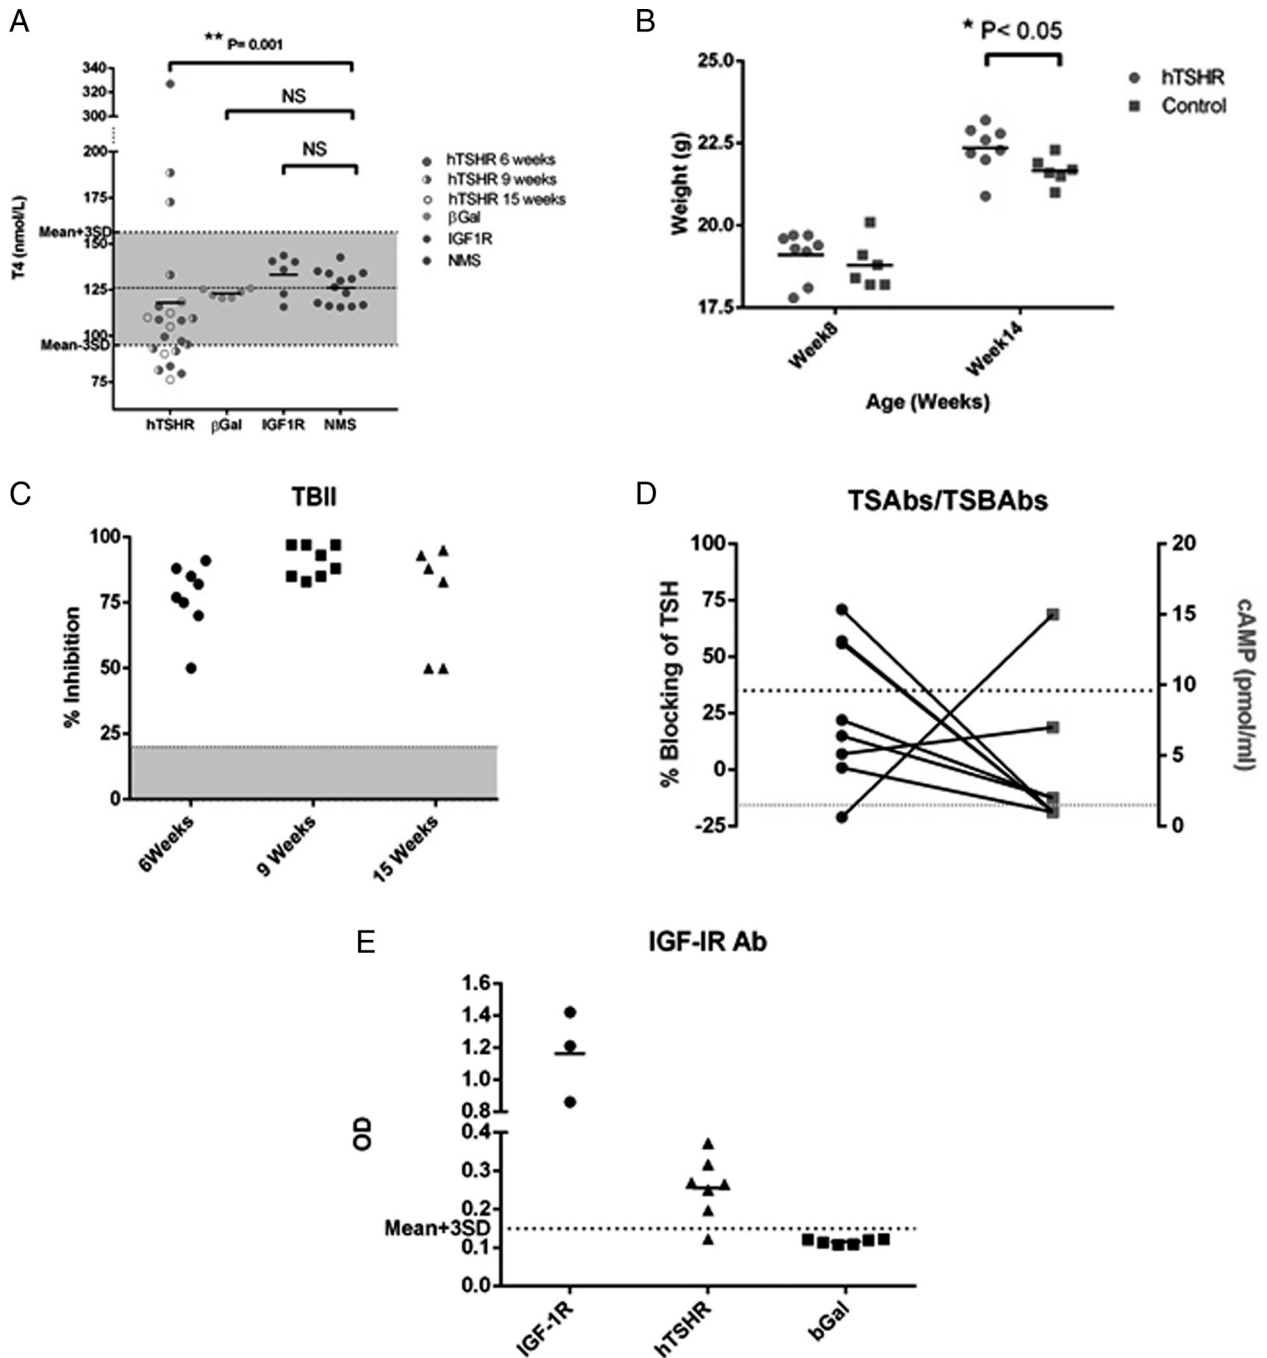 A
** P= 0.001
NS
NS
340
320
300
200
175
Mean+3SD
150
125
100
Mean-3SD
75
T4 (nmol/L)
hTSHR βGal IGF1R NMS
hTSHR 6 weeks
hTSHR 9 weeks
hTSHR 15 weeks
βGal
IGF1R
NMS
B
* P< 0.05
25.0
22.5
20.0
17.5
Weight (g)
Week8 Week14
Age (Weeks)
hTSHR
Control
C
TBII
100
75
50
25
0
% Inhibition
6Weeks 9 Weeks 15 Weeks
D
TSAbs/TSBAbs
100
75
50
25
0
-25
% Blocking of TSH
20
15
10
5
0
cAMP (pmol/ml)
E
IGF-IR Ab
1.6
1.4
1.2
1.0
0.8
0.4
0.3
0.2
Mean+3SD
0.1
0.0
OD
IGF-1R hTSHR bGal